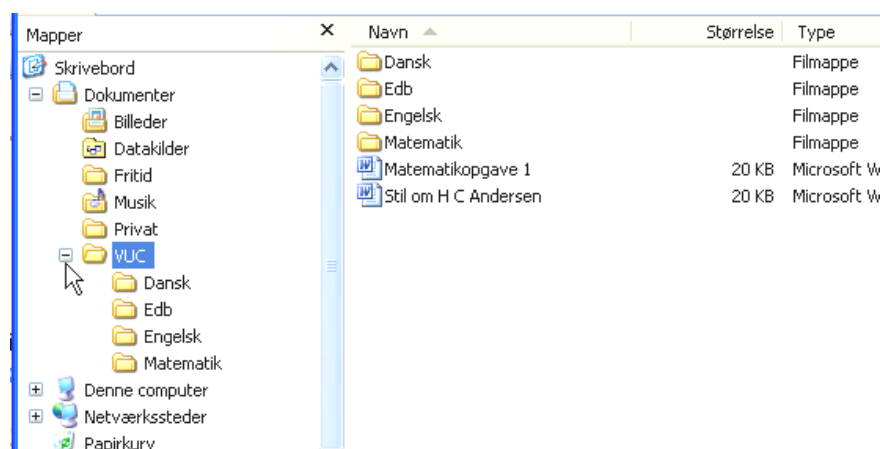 Mapper
Skrivebord
Dokumenter
Billeder
Datakilder
Fritid
Musik
Privat
VUC
Dansk
Edb
Engelsk
Matematik
Denne computer
Netværkssteder
Papirkurv
Navn Størrelse Type
Dansk Filmappe
Edb Filmappe
Engelsk Filmappe
Matematik Filmappe
Matematikopgave 1 20 KB Microsoft W
Stil om H C Andersen 20 KB Microsoft W